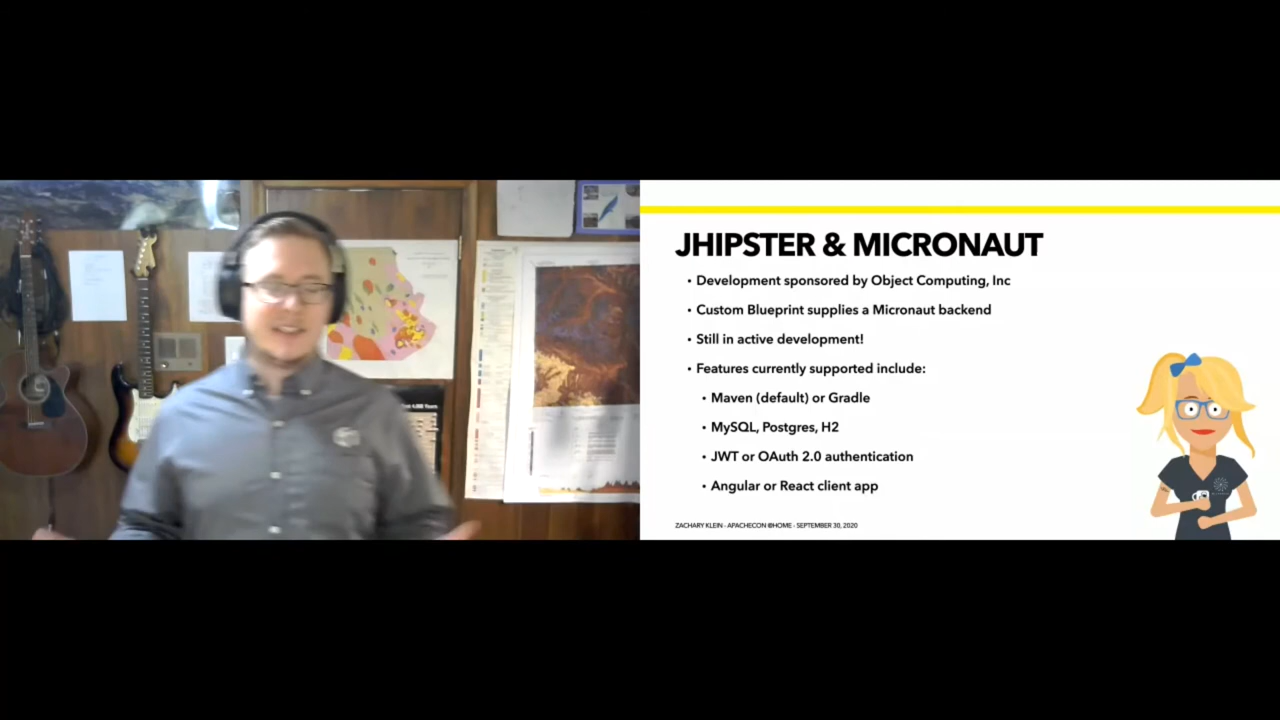 JHIPSTER & MICRONAUT
• Development sponsored by Object Computing, Inc
• Custom Blueprint supplies a Micronaut backend
• Still in active development!
• Features currently supported include:
• Maven (default) or Gradle
• MySQL, Postgres, H2
• JWT or OAuth 2.0 authentication
• Angular or React client app
ZACHARY KLEIN - APACHECON @HOME - SEPTEMBER 30, 2020